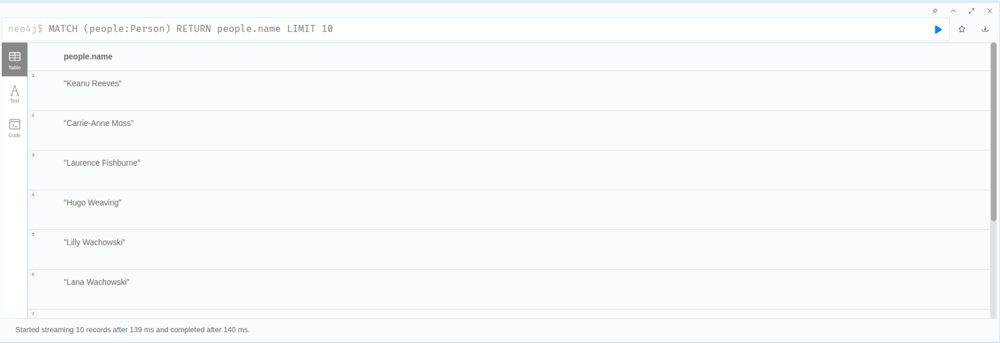 neo4j$ MATCH (people:Person) RETURN people.name LIMIT 10
Table
Text
Code
people.name
1
"Keanu Reeves"
2
"Carrie-Anne Moss"
3
"Laurence Fishburne"
4
"Hugo Weaving"
5
"Lilly Wachowski"
6
"Lana Wachowski"
7
Started streaming 10 records after 139 ms and completed after 140 ms.